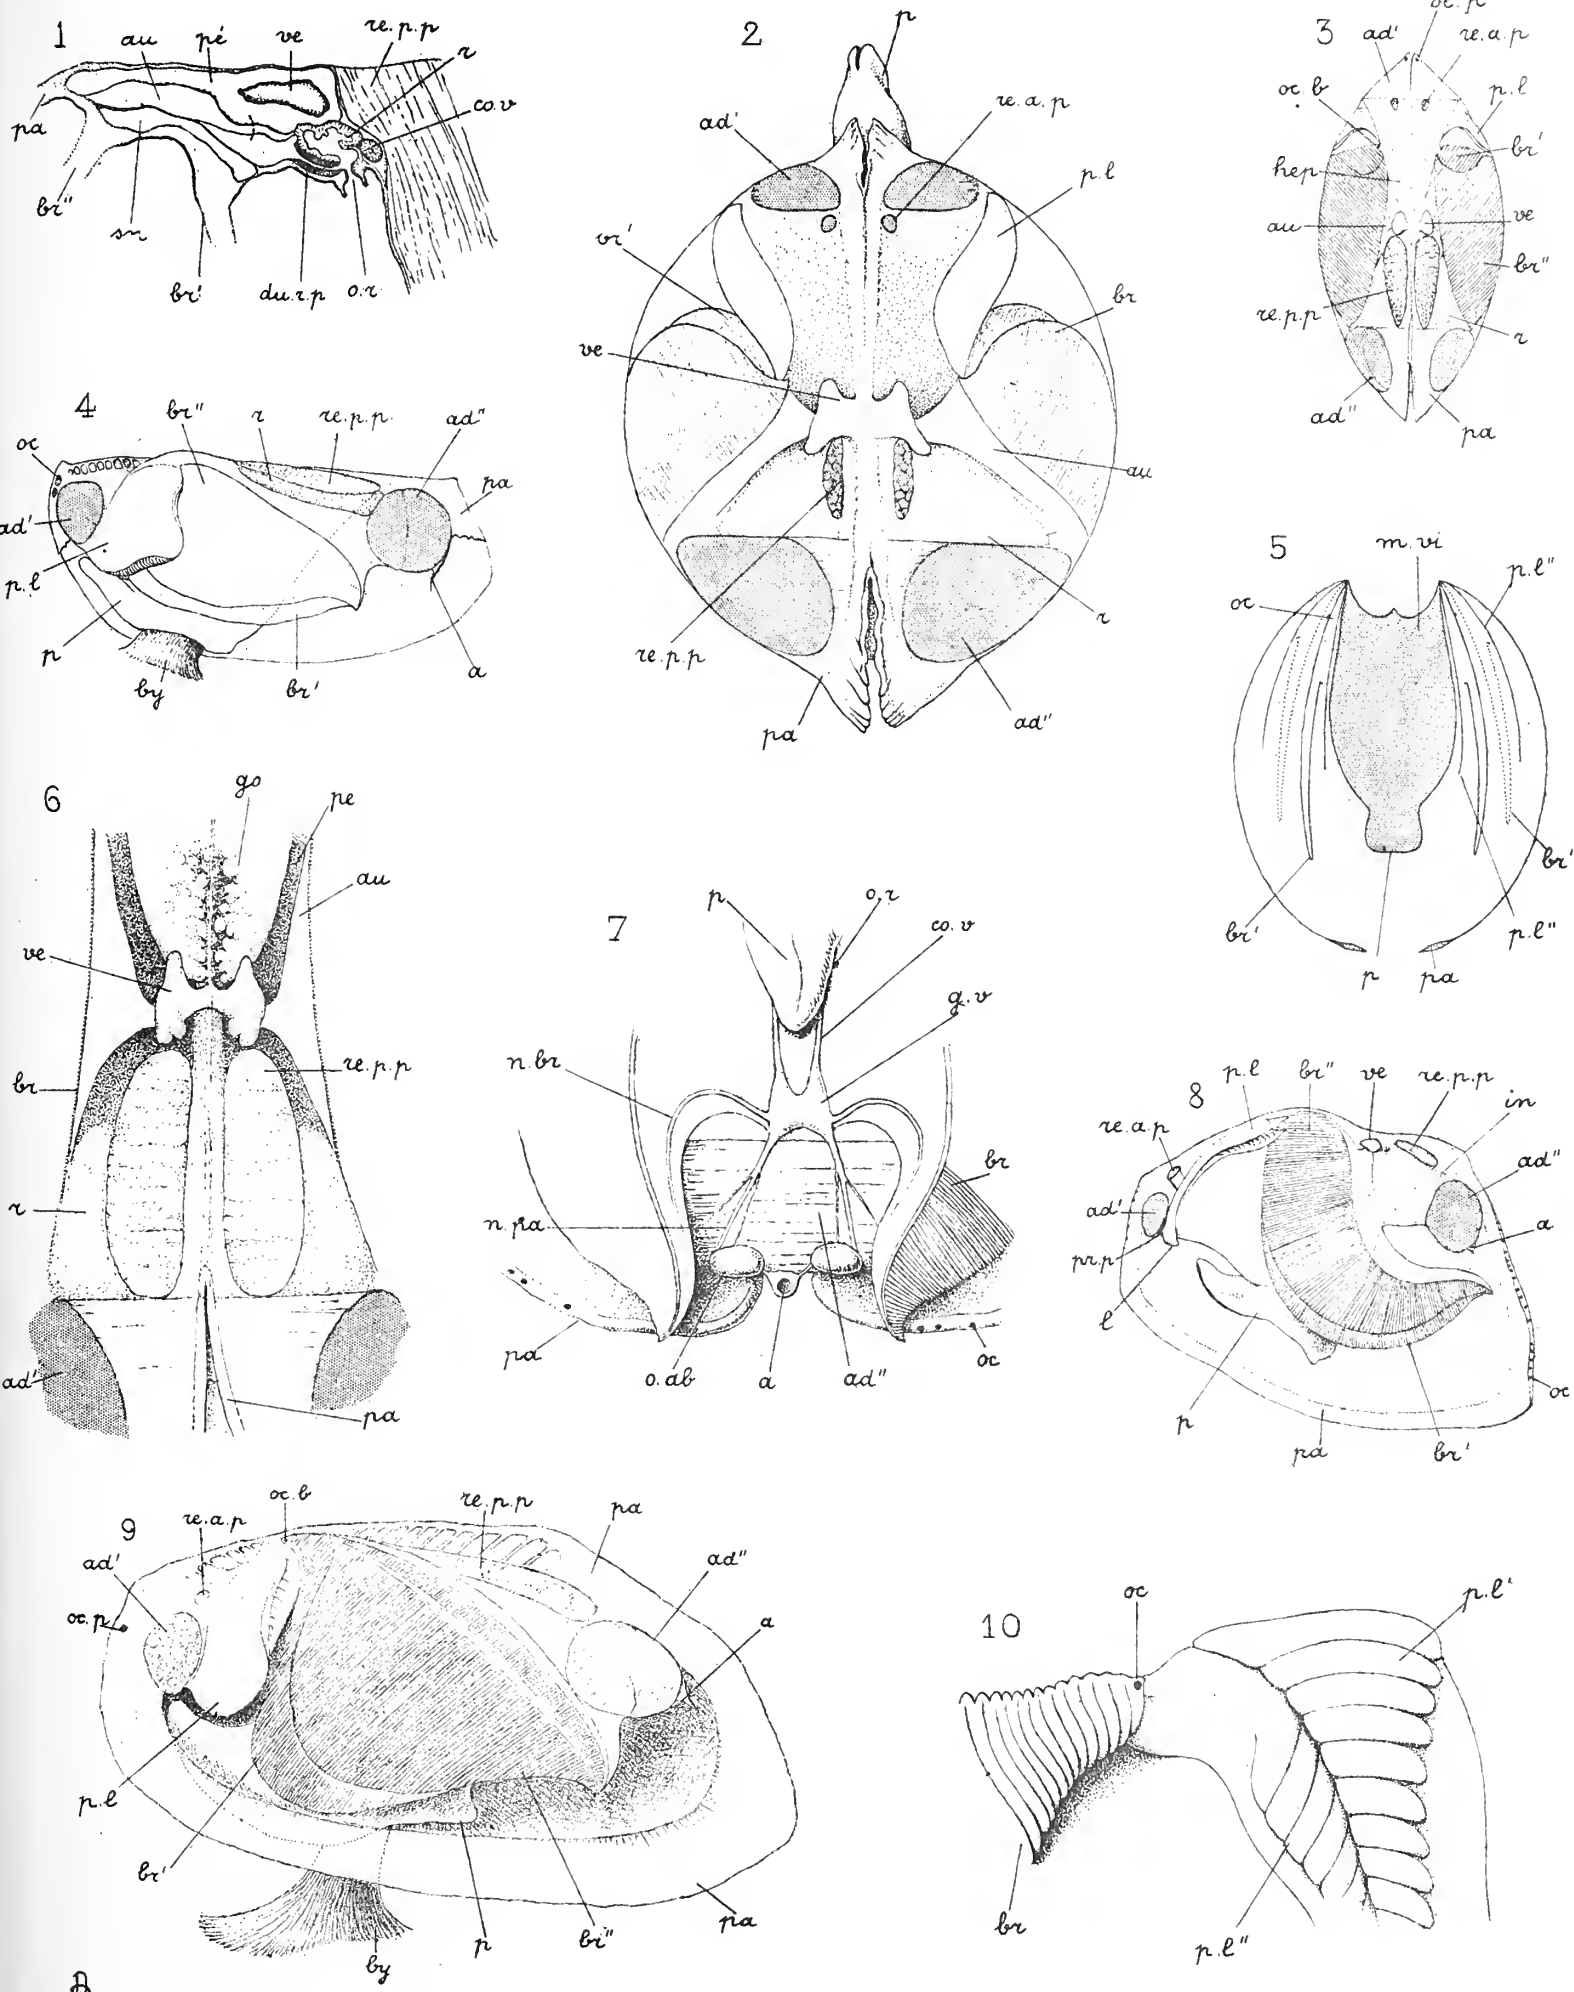 1
au
pé
ve
re.p.p
r
co.v
pa
br"
sn
br'
du.r.p
o.r
2
p
ad'
re.a.p
p.l
br'
br
ve
au
r
re.p.p
ad"
pa
3
oc.p
ad'
re.a.p
oc.b
p.l
br'
hep
au
ve
br"
re.p.p
r
ad"
pa
4
br"
r
re.p.p.
ad"
oc
pa
ad'
p.l
p
by
br'
a
5
m.vi
p.l"
oc
br'
br'
p.l"
p
pa
6
go
pe
au
ve
re.p.p
br
r
ad'
pa
7
p
o.r
co.v
g.v
n.br
br
n.pa
pa
o.ab
a
ad"
oc
8
p.l
br"
ve
re.p.p
in
re.a.p
ad"
ad'
a
pr.p
l
p
pa
br'
oc
9
re.a.p
oc.b
re.p.p
pa
ad'
ad"
oc.p
a
p.l
br'
by
p
br"
pa
10
oc
p.l'
br
p.l"